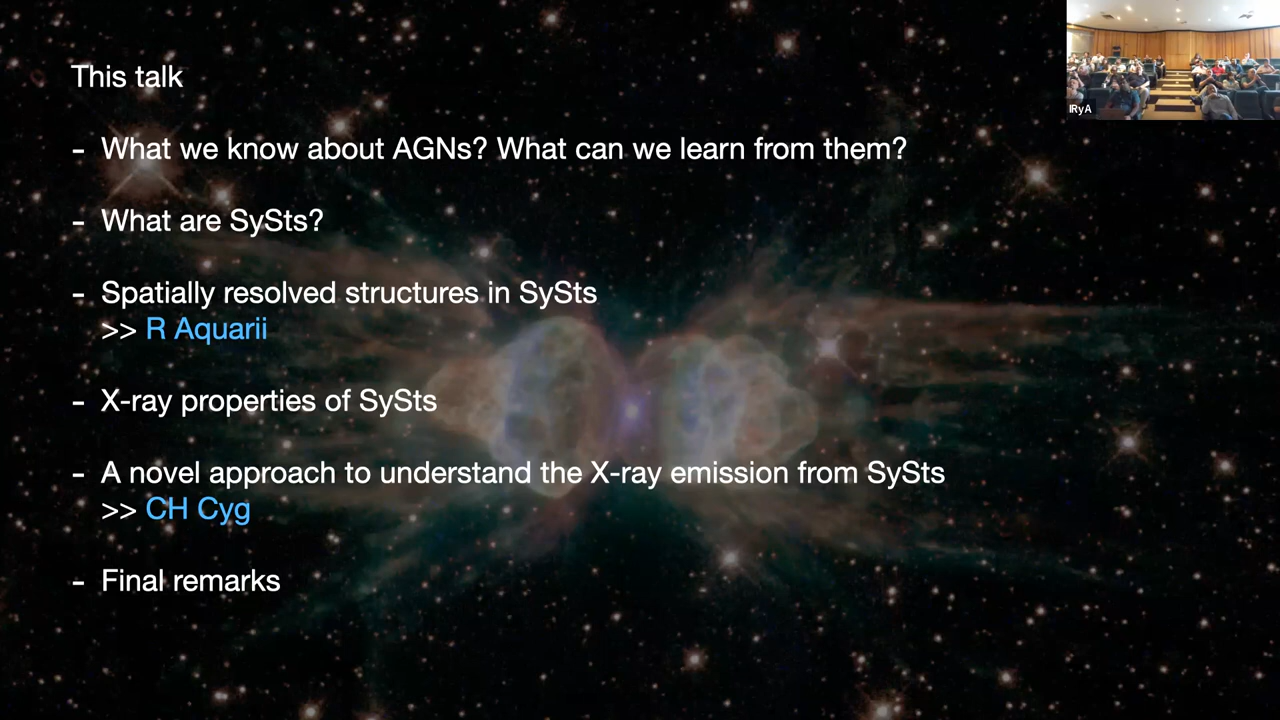 This talk
- What we know about AGNs? What can we learn from them?
- What are SySts?
- Spatially resolved structures in SySts
>> R Aquarii
- X-ray properties of SySts
- A novel approach to understand the X-ray emission from SySts
>> CH Cyg
- Final remarks
IRyA